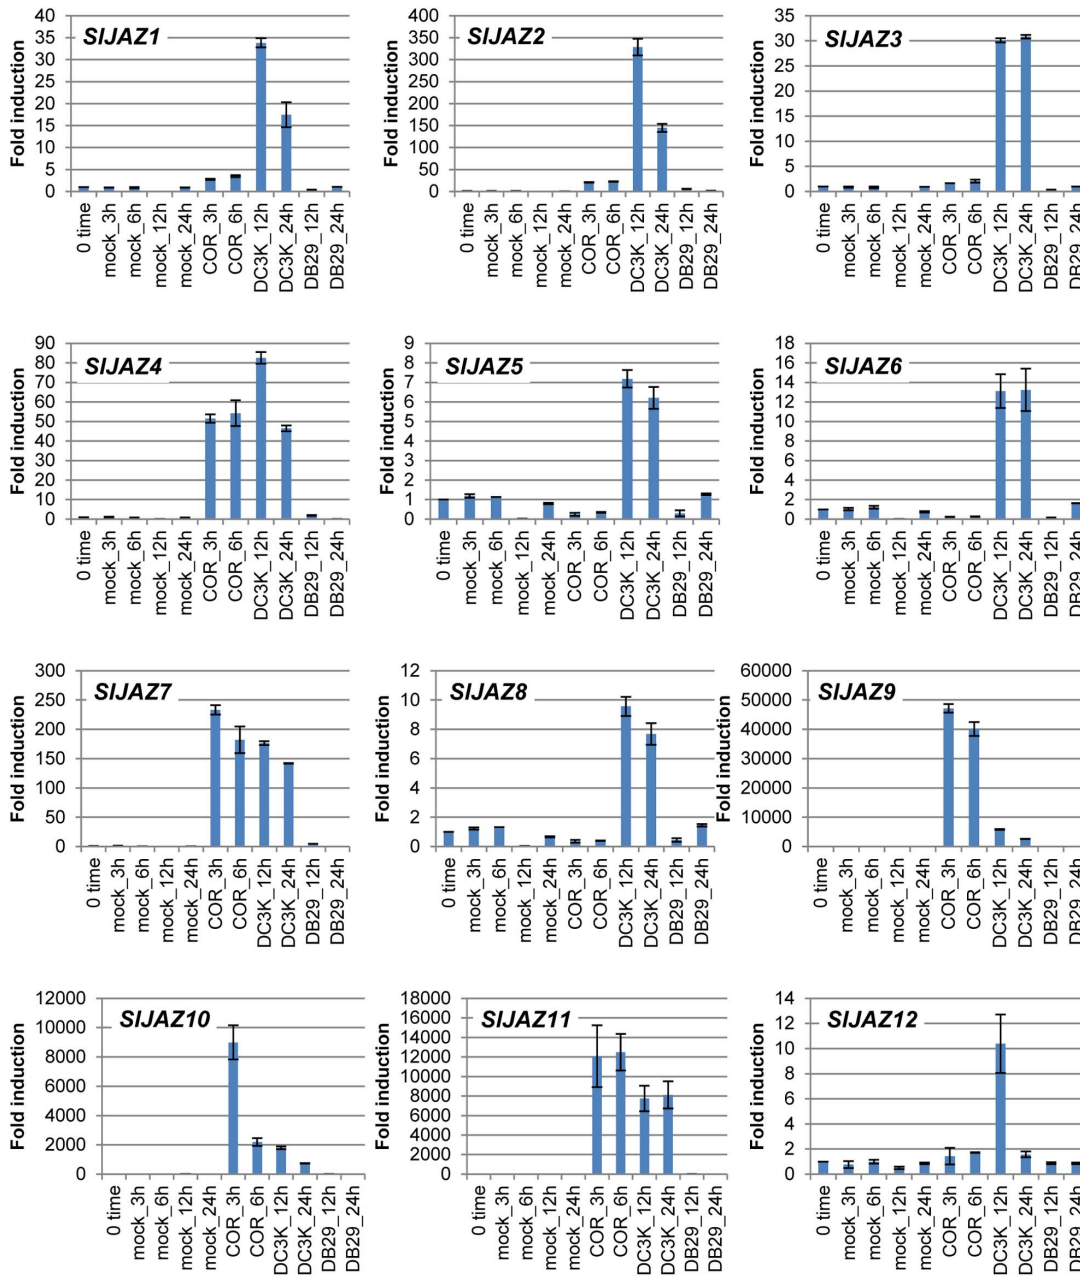 SlJAZ1
Fold induction
40
35
30
25
20
15
10
5
0
0 time
mock_3h
mock_6h
mock_12h
mock_24h
COR_3h
COR_6h
DC3K_12h
DC3K_24h
DB29_12h
DB29_24h
SlJAZ2
Fold induction
400
350
300
250
200
150
100
50
0
0 time
mock_3h
mock_6h
mock_12h
mock_24h
COR_3h
COR_6h
DC3K_12h
DC3K_24h
DB29_12h
DB29_24h
SlJAZ3
Fold induction
35
30
25
20
15
10
5
0
0 time
mock_3h
mock_6h
mock_12h
mock_24h
COR_3h
COR_6h
DC3K_12h
DC3K_24h
DB29_12h
DB29_24h
SlJAZ4
Fold induction
90
80
70
60
50
40
30
20
10
0
0 time
mock_3h
mock_6h
mock_12h
mock_24h
COR_3h
COR_6h
DC3K_12h
DC3K_24h
DB29_12h
DB29_24h
SlJAZ5
Fold induction
9
8
7
6
5
4
3
2
1
0
0 time
mock_3h
mock_6h
mock_12h
mock_24h
COR_3h
COR_6h
DC3K_12h
DC3K_24h
DB29_12h
DB29_24h
SlJAZ6
Fold induction
18
16
14
12
10
8
6
4
2
0
0 time
mock_3h
mock_6h
mock_12h
mock_24h
COR_3h
COR_6h
DC3K_12h
DC3K_24h
DB29_12h
DB29_24h
SlJAZ7
Fold induction
300
250
200
150
100
50
0
0 time
mock_3h
mock_6h
mock_12h
mock_24h
COR_3h
COR_6h
DC3K_12h
DC3K_24h
DB29_12h
DB29_24h
SlJAZ8
Fold induction
12
10
8
6
4
2
0
0 time
mock_3h
mock_6h
mock_12h
mock_24h
COR_3h
COR_6h
DC3K_12h
DC3K_24h
DB29_12h
DB29_24h
SlJAZ9
Fold induction
60000
50000
40000
30000
20000
10000
0
0 time
mock_3h
mock_6h
mock_12h
mock_24h
COR_3h
COR_6h
DC3K_12h
DC3K_24h
DB29_12h
DB29_24h
SlJAZ10
Fold induction
12000
10000
8000
6000
4000
2000
0
0 time
mock_3h
mock_6h
mock_12h
mock_24h
COR_3h
COR_6h
DC3K_12h
DC3K_24h
DB29_12h
DB29_24h
SlJAZ11
Fold induction
18000
16000
14000
12000
10000
8000
6000
4000
2000
0
0 time
mock_3h
mock_6h
mock_12h
mock_24h
COR_3h
COR_6h
DC3K_12h
DC3K_24h
DB29_12h
DB29_24h
SlJAZ12
Fold induction
14
12
10
8
6
4
2
0
0 time
mock_3h
mock_6h
mock_12h
mock_24h
COR_3h
COR_6h
DC3K_12h
DC3K_24h
DB29_12h
DB29_24h